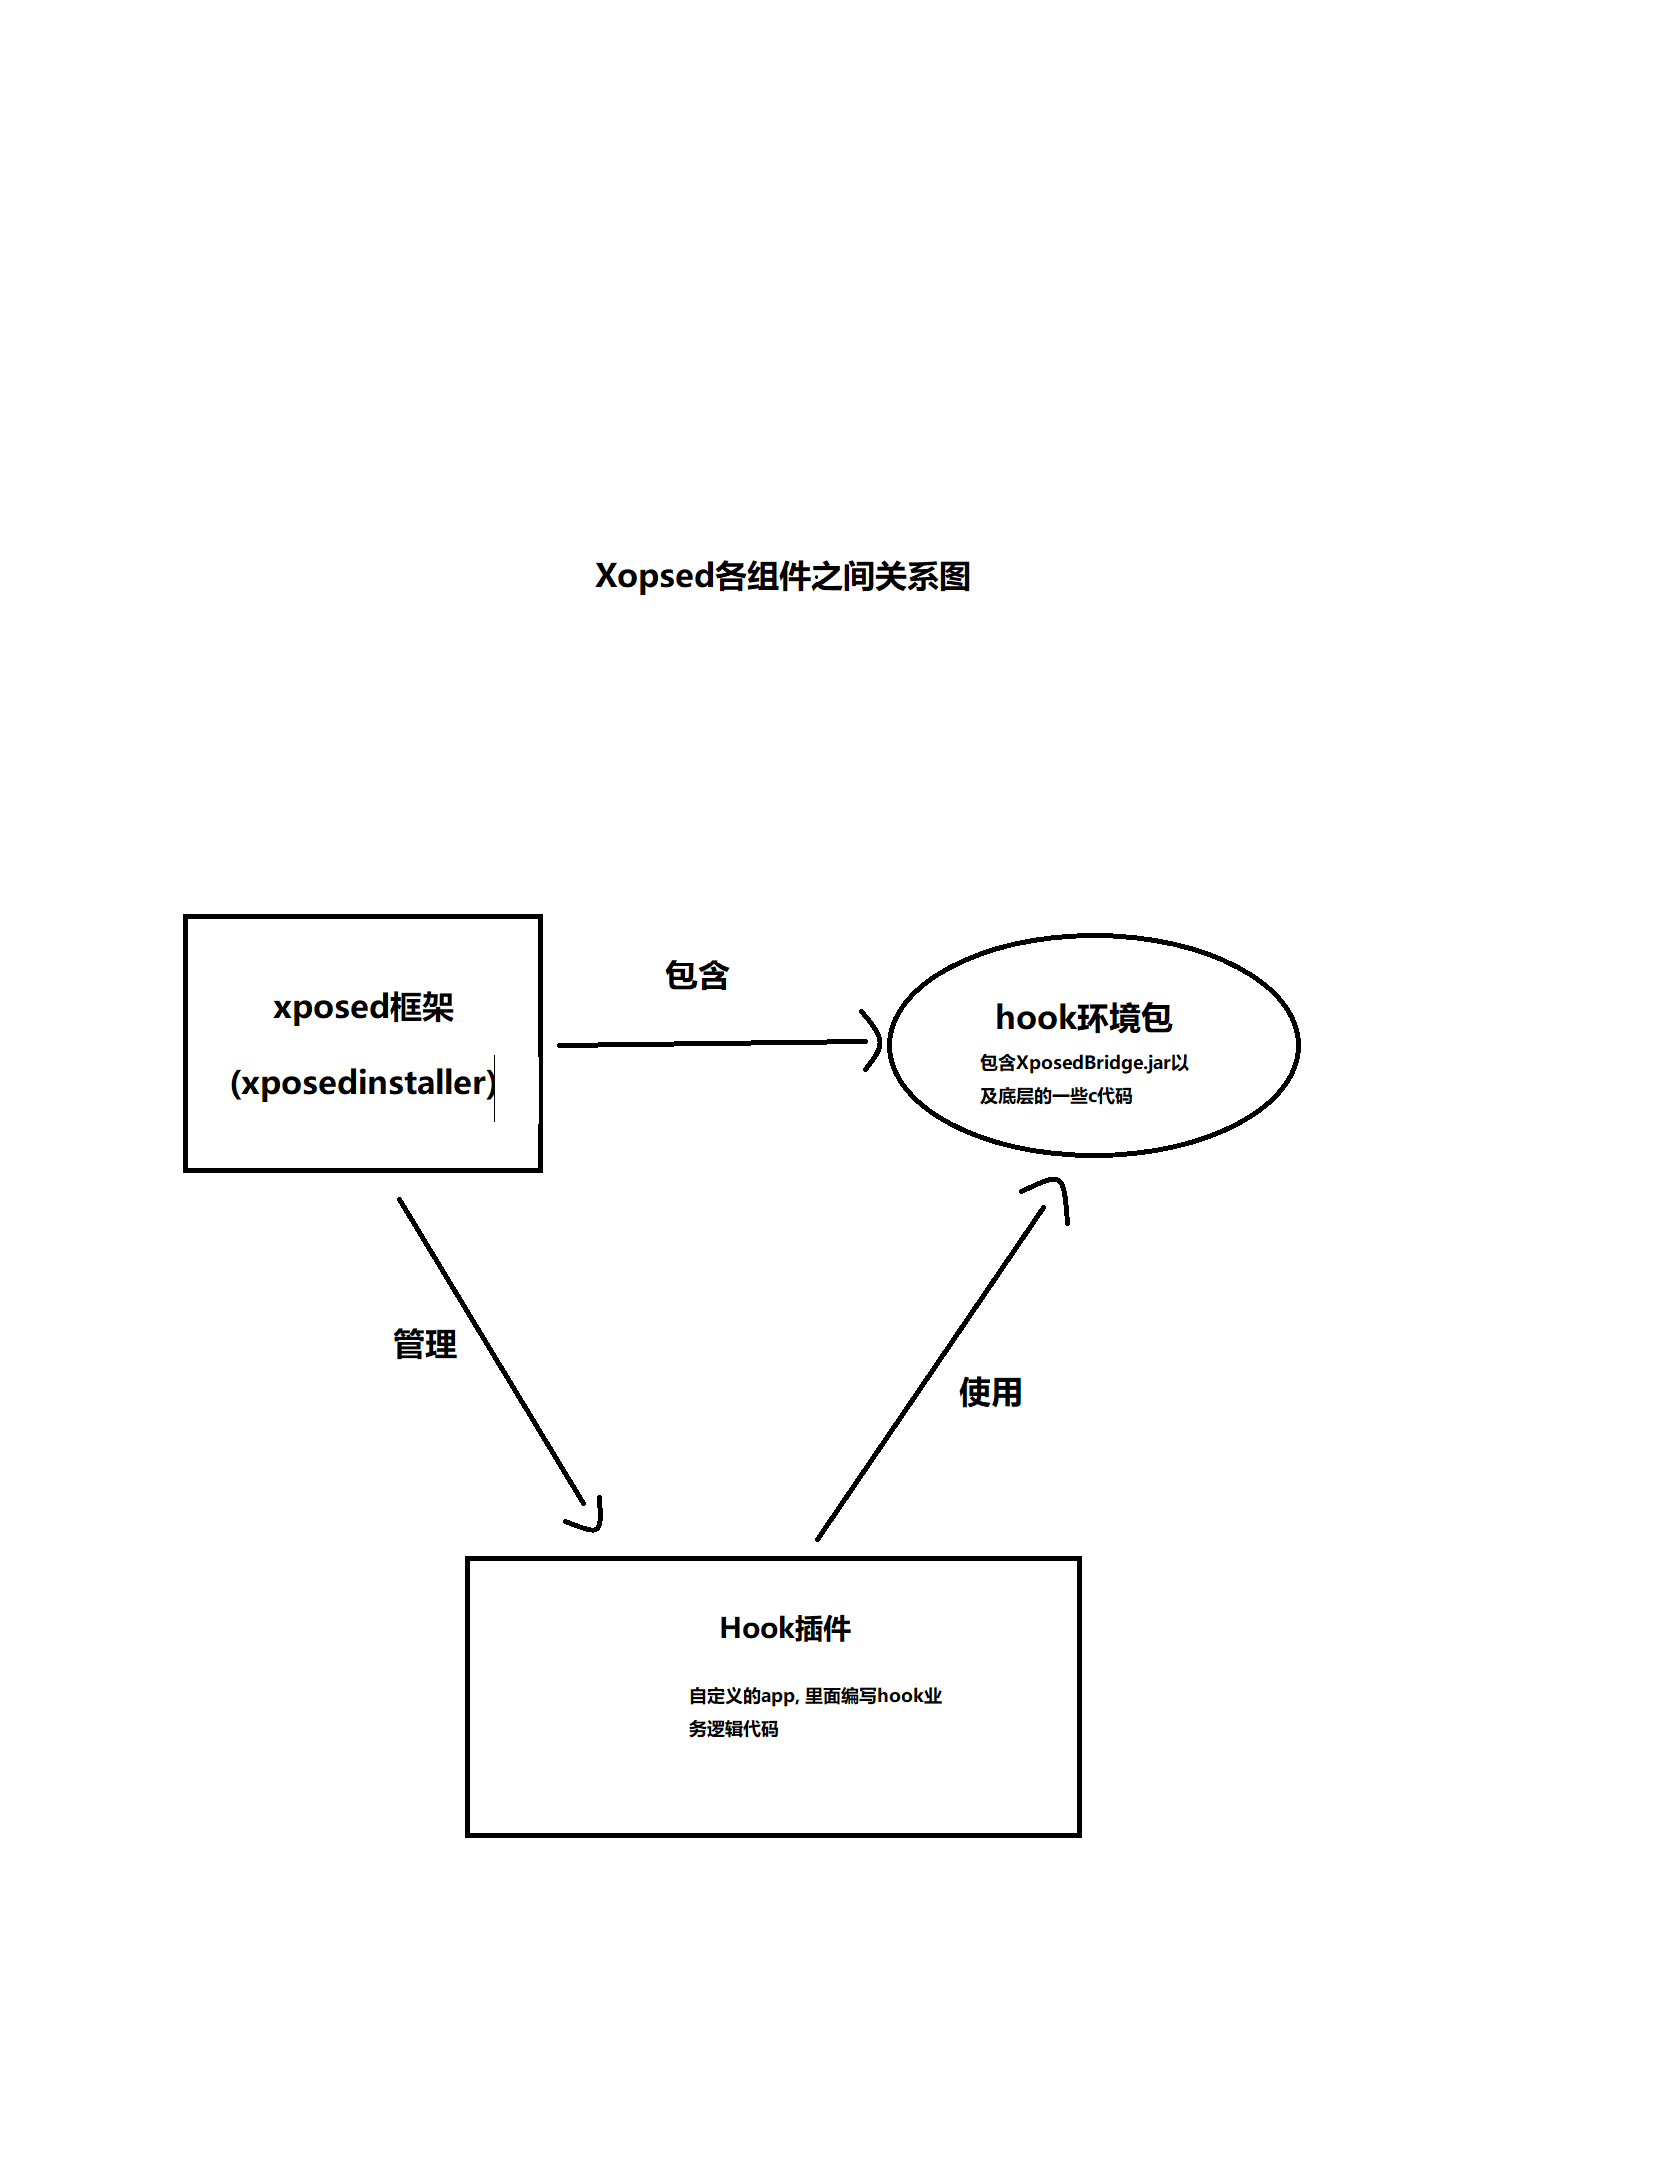 Xopsed各组件之间关系图
xposed框架
(xposedinstaller)
包含
hook环境包
包含XposedBridge.jar以
及底层的一些c代码
管理
使用
Hook插件
自定义的app, 里面编写hook业
务逻辑代码